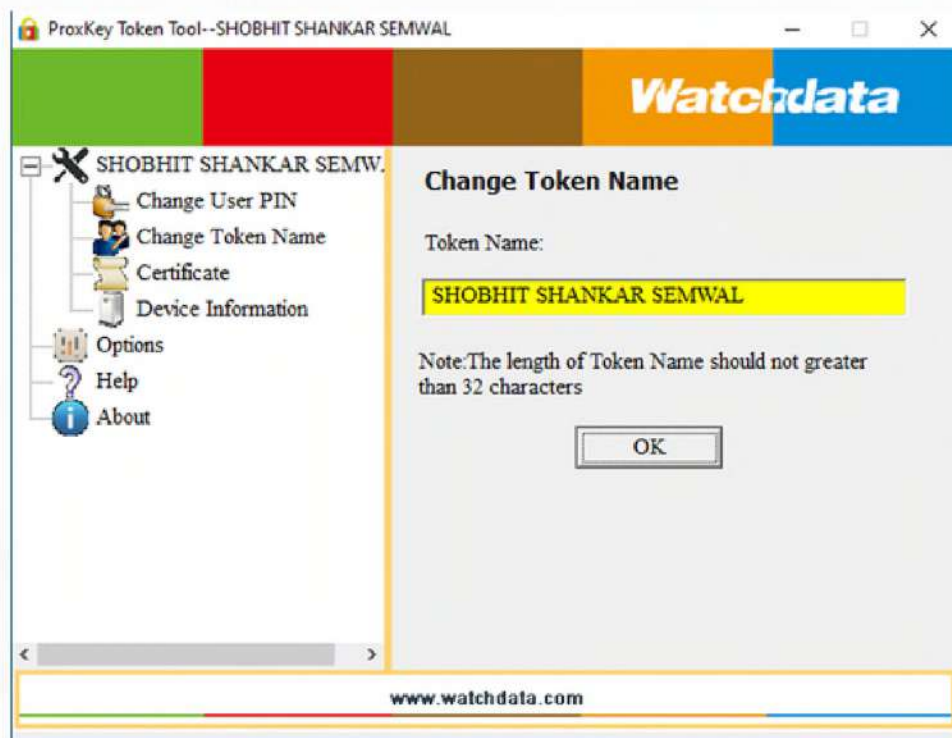 ProxKey Token Tool--SHOBHIT SHANKAR SEMWAL
Watchdata
SHOBHIT SHANKAR SEMW.
Change User PIN
Change Token Name
Certificate
Device Information
Options
Help
About
Change Token Name
Token Name:
SHOBHIT SHANKAR SEMWAL
Note:The length of Token Name should not greater
than 32 characters
OK
www.watchdata.com